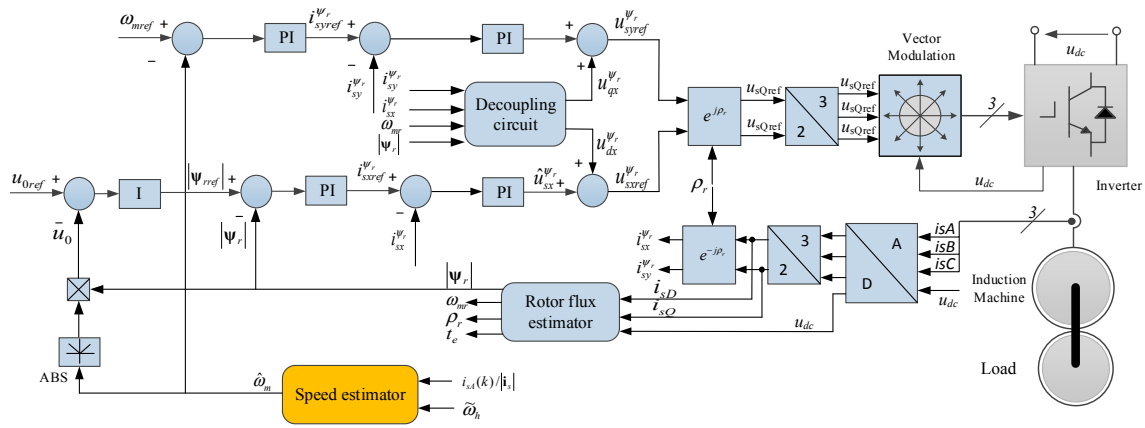 ω_mref + −
PI
i_syref^ψr +
− i_sy^ψr
PI
+ u_syref^ψr
+ u_qx^ψr
i_sy^ψr
i_sx^ψr
ω_mr
|Ψ_r|
Decoupling
circuit
u_dx^ψr
+
u_0ref +
−
u_0
I
|Ψ_rref| +
−
|Ψ_r|
PI
i_sxref^ψr +
−
i_sx^ψr
PI
û_sx^ψr +
u_sxref^ψr
e^jρr
u_sQref
u_sQref
3
2
u_sQref
u_sQref
u_sQref
Vector
Modulation
3
u_dc
u_dc
Inverter
ρ_r
e^-jρr
i_sx^ψr
i_sy^ψr
3
2
A
D
isA
isB
isC
u_dc
3
Induction
Machine
Load
|Ψ_r|
ω_mr
ρ_r
t_e
Rotor flux
estimator
i_sD
i_sQ
u_dc
ABS
ω̂_m
Speed estimator
i_sA(k)/|i_s|
ω̃_h